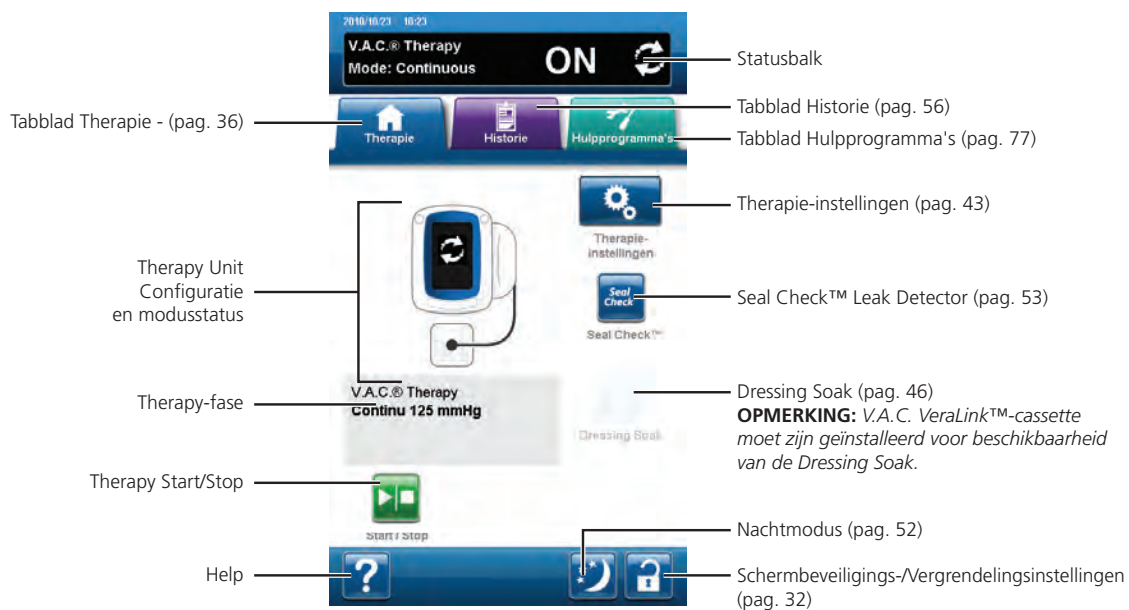 2010/10/23 10:23
V.A.C.® Therapy
Mode: Continuous
ON
Statusbalk
Tabblad Therapie - (pag. 36)
Therapie
Historie
Hulpprogramma's
Tabblad Historie (pag. 56)
Tabblad Hulpprogramma's (pag. 77)
Therapie-instellingen (pag. 43)
Therapie-
instellingen
Therapy Unit
Configuratie
en modusstatus
Seal
Check
Seal Check™
Seal Check™ Leak Detector (pag. 53)
V.A.C.® Therapy
Continu 125 mmHg
Therapy-fase
Dressing Soak
Dressing Soak (pag. 46)
OPMERKING: V.A.C. VeraLink™-cassette
moet zijn geïnstalleerd voor beschikbaarheid
van de Dressing Soak.
Therapy Start/Stop
Start / Stop
Nachtmodus (pag. 52)
Help
?
Schermbeveiligings-/Vergrendelingsinstellingen
(pag. 32)